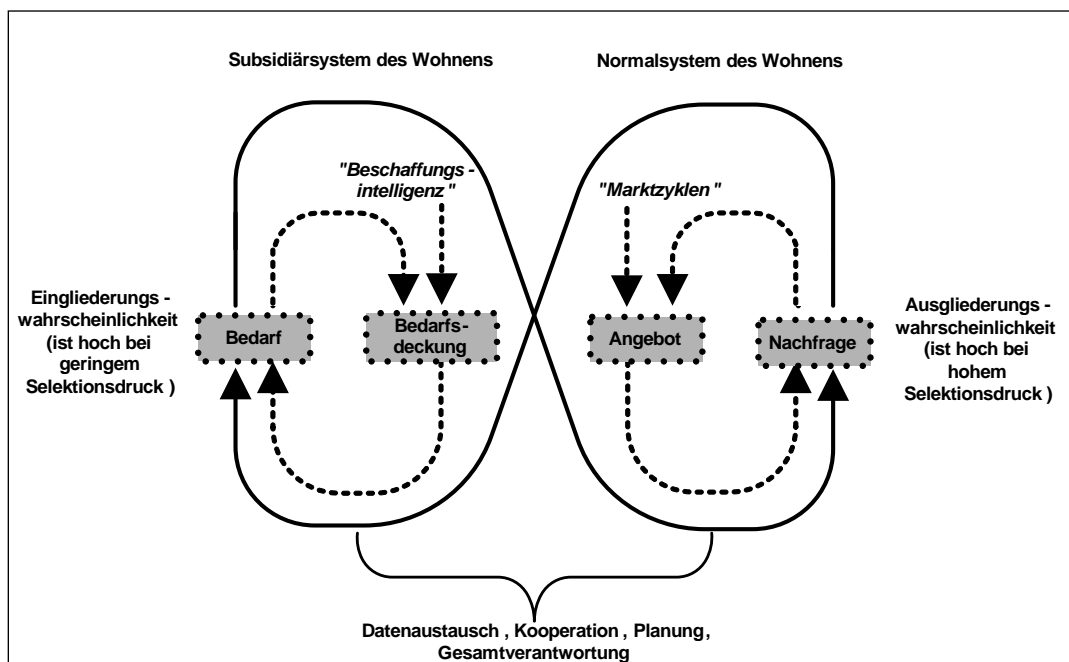 Subsidiärsystem des Wohnens
Normalsystem des Wohnens
"Beschaffungs -
intelligenz "
"Marktzyklen "
Eingliederungs -
wahrscheinlichkeit
(ist hoch bei
geringem
Selektionsdruck )
Bedarf
Bedarfs-
deckung
Angebot
Nachfrage
Ausgliederungs -
wahrscheinlichkeit
(ist hoch bei
hohem
Selektionsdruck )
Datenaustausch , Kooperation , Planung,
Gesamtverantwortung